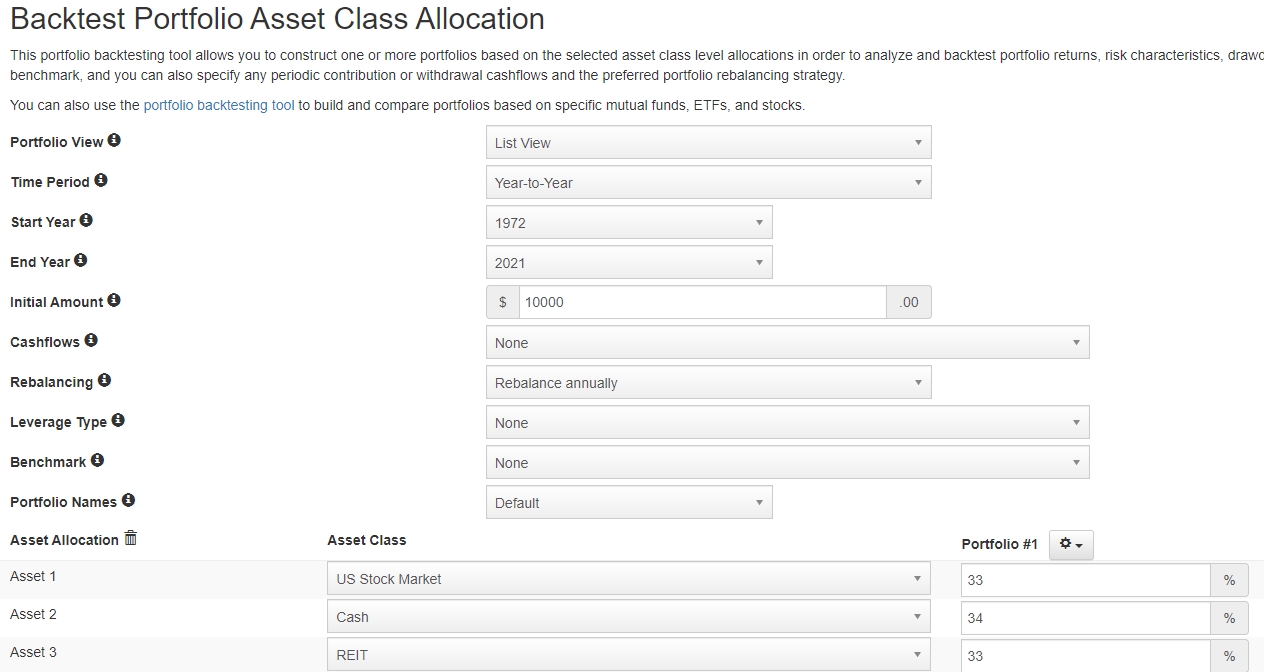 Backtest Portfolio Asset Class Allocation
This portfolio backtesting tool allows you to construct one or more portfolios based on the selected asset class level allocations in order to analyze and backtest portfolio returns, risk characteristics,
benchmark, and you can also specify any periodic contribution or withdrawal cashflows and the preferred portfolio rebalancing strategy.
You can also use the portfolio backtesting tool to build and compare portfolios based on specific mutual funds, ETFs, and stocks.
Portfolio View List View
Time Period Year-to-Year
Start Year 1972
End Year 2021
Initial Amount $ 10000 .00
Cashflows None
Rebalancing Rebalance annually
Leverage Type None
Benchmark None
Portfolio Names Default
Asset Allocation Asset Class Portfolio #1
Asset 1 US Stock Market 33 %
Asset 2 Cash 34 %
Asset 3 REIT 33 %